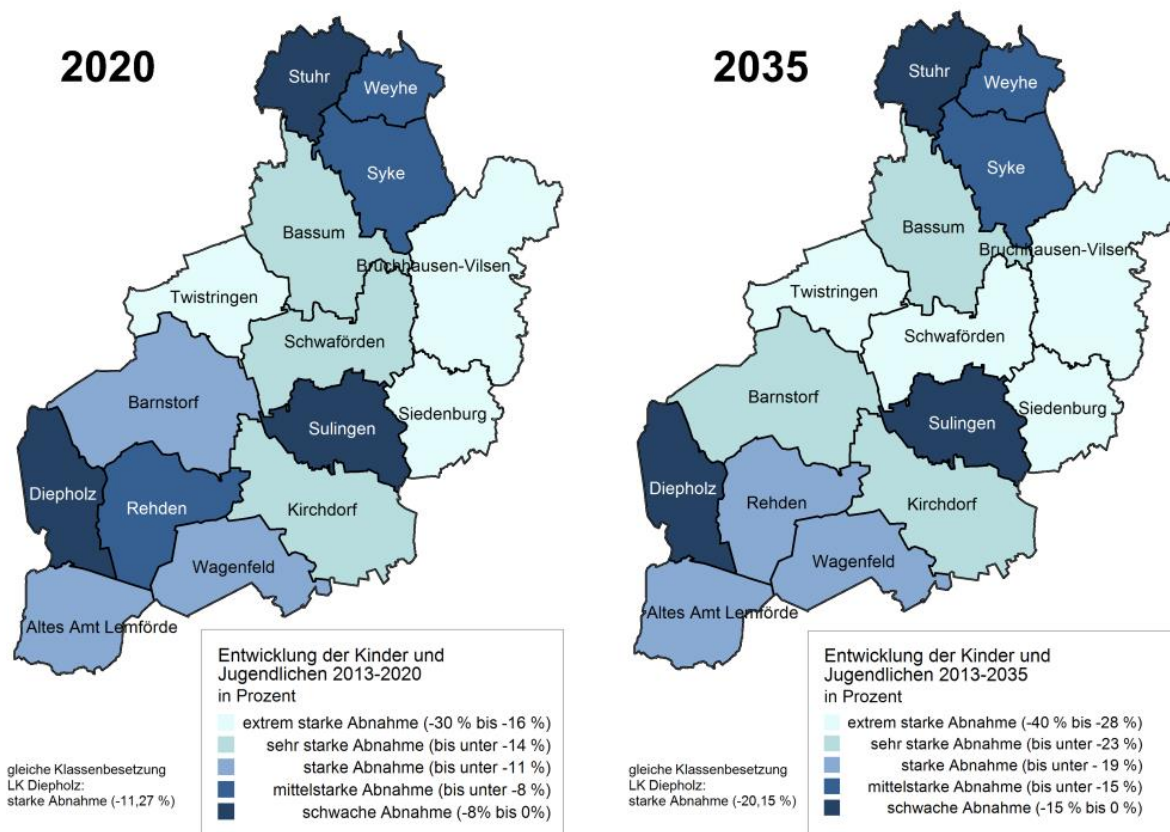 2020
Stuhr
Weyhe
Syke
Bassum
Bruchhausen-Vilsen
Twistringen
Schwaförden
Barnstorf
Siedenburg
Sulingen
Diepholz
Rehden
Kirchdorf
Wagenfeld
Altes Amt Lemförde
Entwicklung der Kinder und
Jugendlichen 2013-2020
in Prozent
extrem starke Abnahme (-30 % bis -16 %)
sehr starke Abnahme (bis unter -14 %)
starke Abnahme (bis unter -11 %)
mittelstarke Abnahme (bis unter -8 %)
schwache Abnahme (-8% bis 0%)
gleiche Klassenbesetzung
LK Diepholz:
starke Abnahme (-11,27 %)
2035
Stuhr
Weyhe
Syke
Bassum
Bruchhausen-Vilsen
Twistringen
Schwaförden
Barnstorf
Siedenburg
Sulingen
Diepholz
Rehden
Kirchdorf
Wagenfeld
Altes Amt Lemförde
Entwicklung der Kinder und
Jugendlichen 2013-2035
in Prozent
extrem starke Abnahme (-40 % bis -28 %)
sehr starke Abnahme (bis unter -23 %)
starke Abnahme (bis unter - 19 %)
mittelstarke Abnahme (bis unter -15 %)
schwache Abnahme (-15 % bis 0 %)
gleiche Klassenbesetzung
LK Diepholz:
starke Abnahme (-20,15 %)